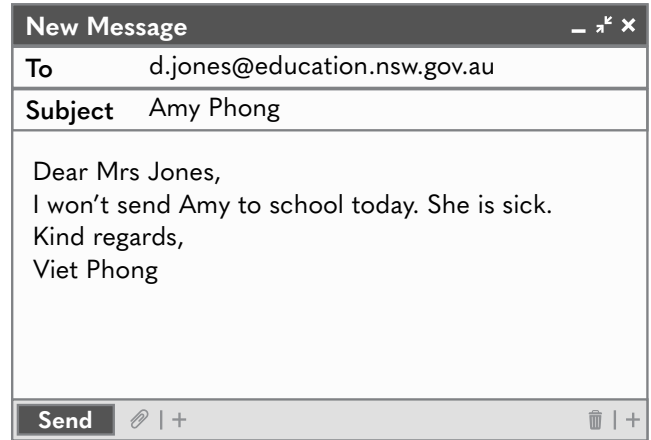 New Message
To d.jones@education.nsw.gov.au
Subject Amy Phong
Dear Mrs Jones,
I won’t send Amy to school today. She is sick.
Kind regards,
Viet Phong
Send